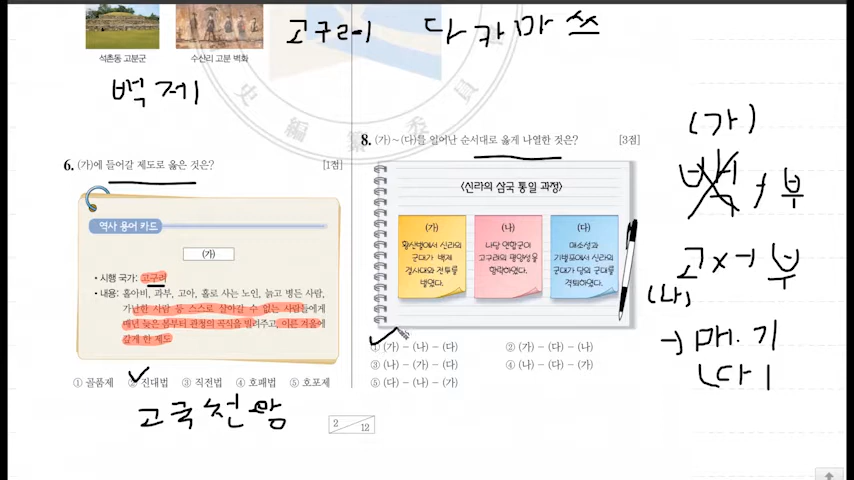 석촌동 고분군
수산리 고분 벽화
고구려 다카마쓰
백제
史編纂委員
6. (가)에 들어갈 제도로 옳은 것은? [1점]
역사 용어 카드
(가)
• 시행 국가: 고구려
• 내용: 홀아비, 과부, 고아, 홀로 사는 노인, 늙고 병든 사람,
가난한 사람 등 스스로 살아갈 수 없는 사람들에게
매년 늦은 봄부터 관청의 곡식을 빌려주고, 이른 겨울에
갚게 한 제도
① 골품제 ② 진대법 ③ 직전법 ④ 호패법 ⑤ 호포제
고국천왕
8. (가)～(다)를 일어난 순서대로 옳게 나열한 것은? [3점]
<신라의 삼국 통일 과정>
(가)
황산벌에서 신라의
군대가 백제
결사대와 전투를
벌였다.
(나)
나당 연합군이
고구려의 평양성을
함락하였다.
(다)
매소성과
기벌포에서 신라의
군대가 당의 군대를
격퇴하였다.
① (가) - (나) - (다) ② (가) - (다) - (나)
③ (나) - (가) - (다) ④ (나) - (다) - (가)
⑤ (다) - (나) - (가)
2
12
(가)
부
고 부
(나)
→ 매.기
(다)